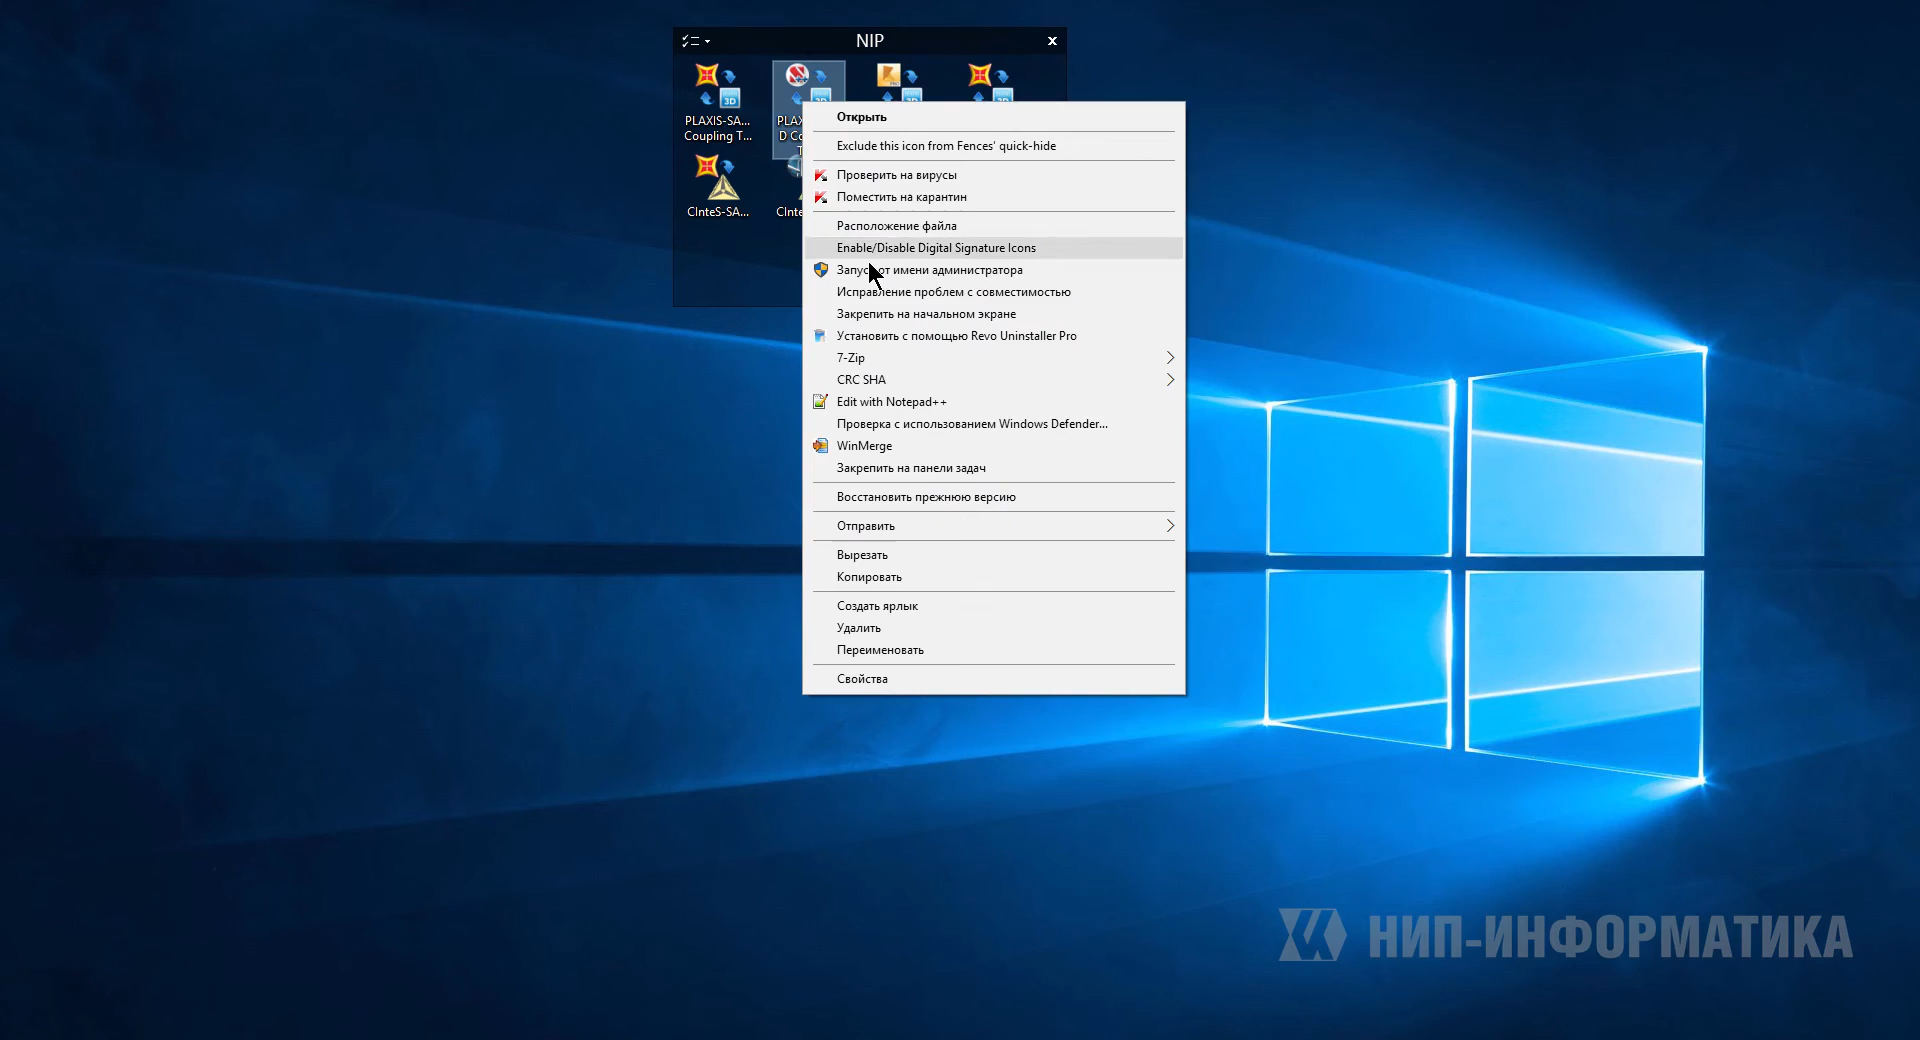 NIP
x
PLAXIS-SA...
Coupling T...
3D
ClnteS-SA...
Открыть
Exclude this icon from Fences' quick-hide
Проверить на вирусы
Поместить на карантин
Расположение файла
Enable/Disable Digital Signature Icons
Запуск от имени администратора
Исправление проблем с совместимостью
Закрепить на начальном экране
Установить с помощью Revo Uninstaller Pro
7-Zip
CRC SHA
Edit with Notepad++
Проверка с использованием Windows Defender...
WinMerge
Закрепить на панели задач
Восстановить прежнюю версию
Отправить
Вырезать
Копировать
Создать ярлык
Удалить
Переименовать
Свойства
НИП-ИНФОРМАТИКА